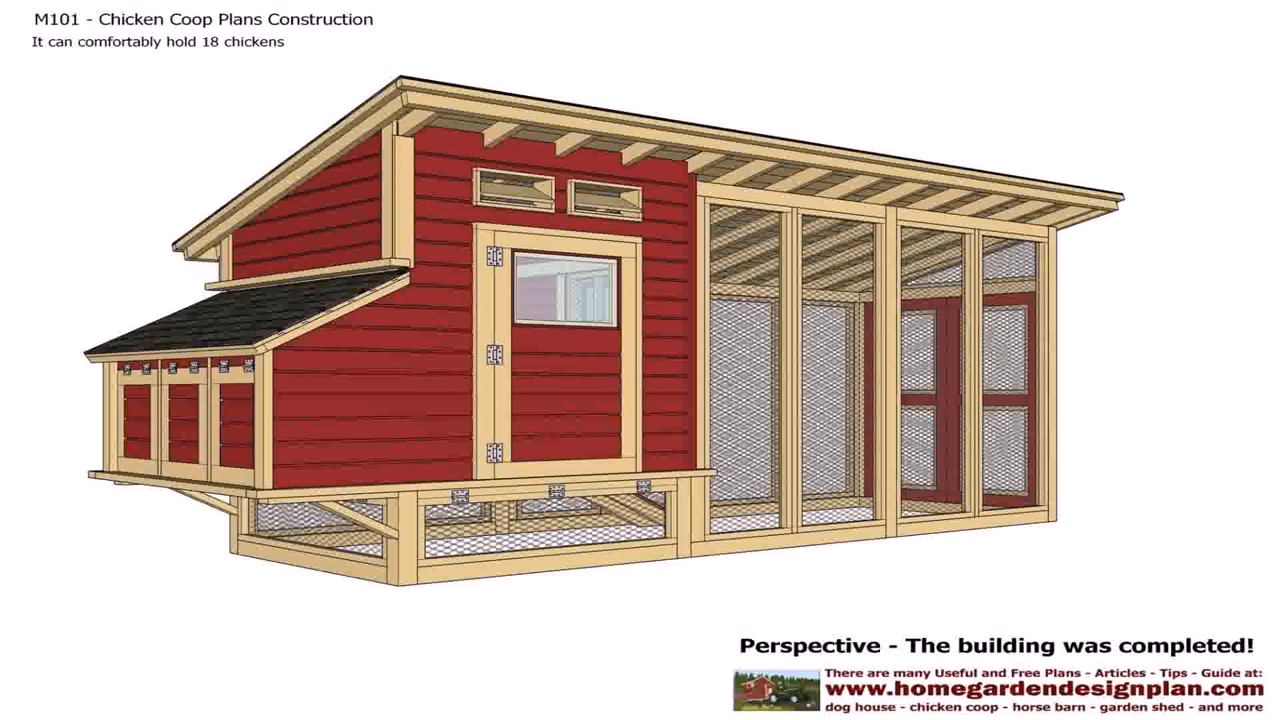 M101 - Chicken Coop Plans Construction
It can comfortably hold 18 chickens
Perspective - The building was completed!
There are many Useful and Free Plans - Articles - Tips - Guide at:
www.homegardendesignplan.com
dog house - chicken coop - horse barn - garden shed - and more